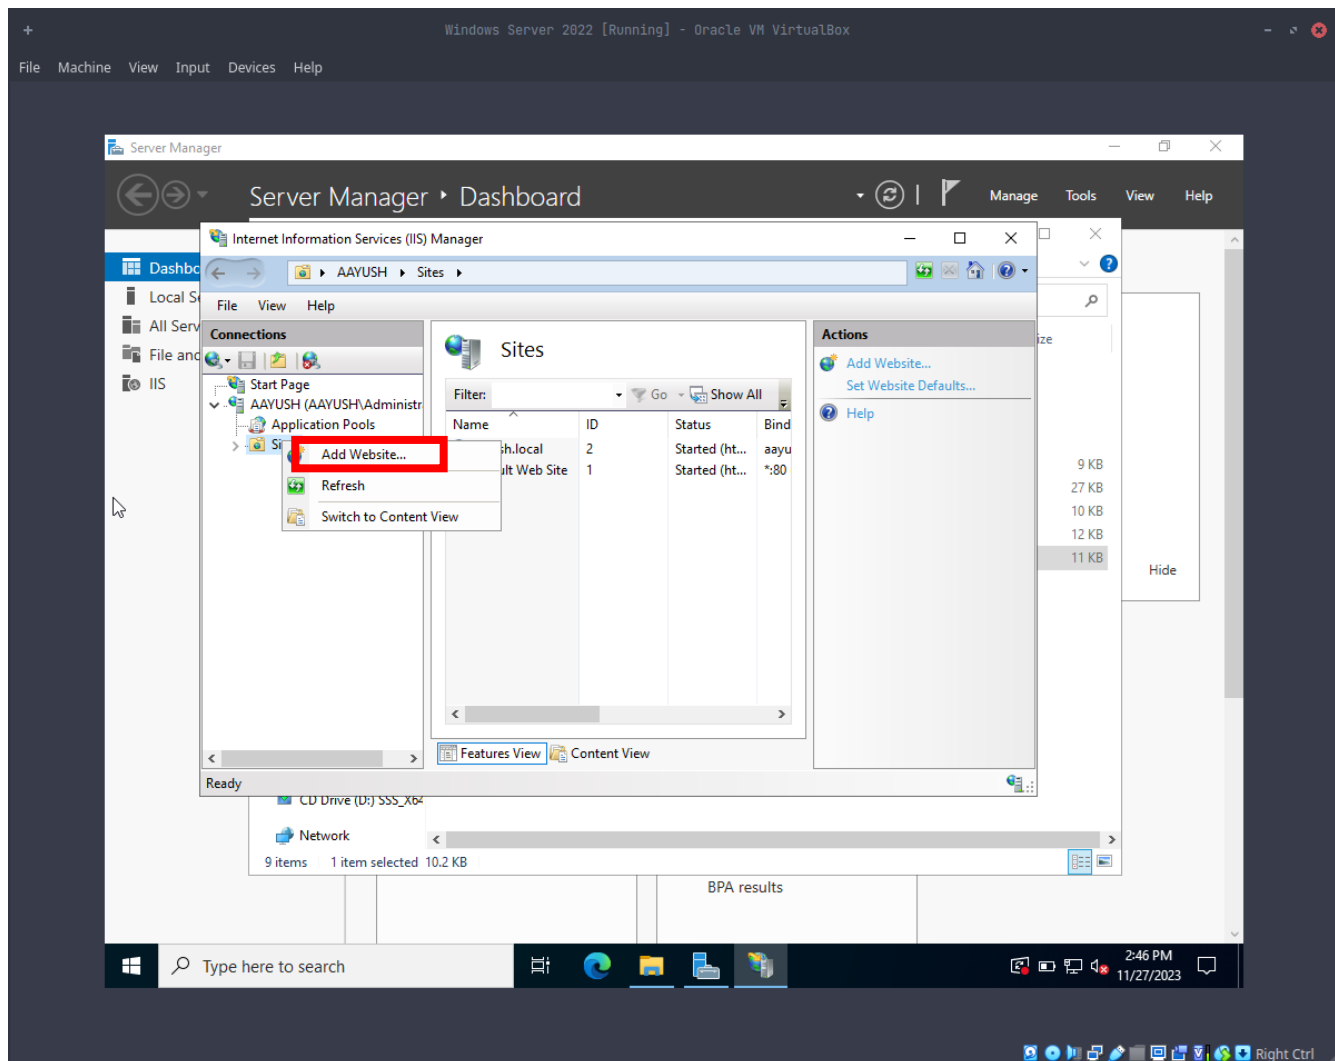 Windows Server 2022 [Running] - Oracle VM VirtualBox
File Machine View Input Devices Help
Server Manager
Server Manager Dashboard
Manage Tools View Help
Internet Information Services (IIS) Manager
AAYUSH Sites
File View Help
Connections
Start Page
AAYUSH (AAYUSH\Administr
Application Pools
Si
Add Website...
Refresh
Switch to Content View
Sites
Filter: Go Show All
Name ID Status Bind
sh.local 2 Started (ht... aayu
ult Web Site 1 Started (ht... *:80
Features View Content View
Actions
Add Website...
Set Website Defaults...
Help
Ready
Dashbo
Local Se
All Serv
File and
IIS
ize
9 KB
27 KB
10 KB
12 KB
11 KB
Hide
CD Drive (D:) SSS_X64
Network
9 items 1 item selected 10.2 KB
BPA results
Type here to search
2:46 PM
11/27/2023
Right Ctrl